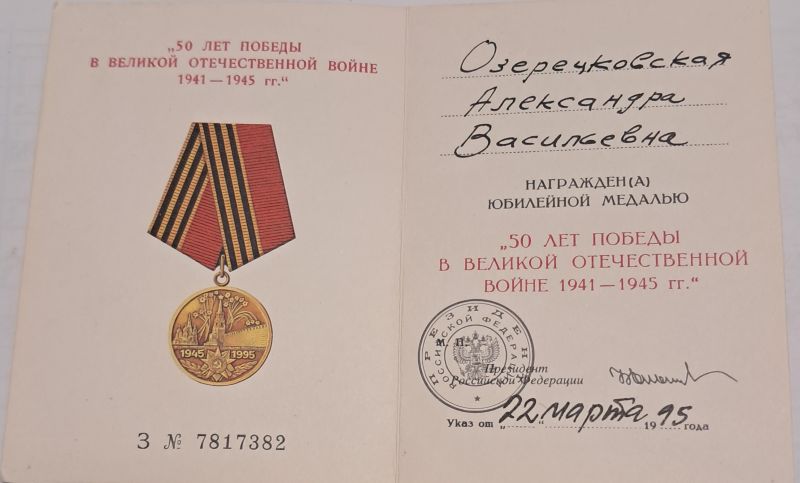 „50 ЛЕТ ПОБЕДЫ
В ВЕЛИКОЙ ОТЕЧЕСТВЕННОЙ ВОЙНЕ
1941 — 1945 гг.“
1945 1995
З № 7817382
Озерецковская
Александра
Васильевна
НАГРАЖДЕН(А)
ЮБИЛЕЙНОЙ МЕДАЛЬЮ
„50 ЛЕТ ПОБЕДЫ
В ВЕЛИКОЙ ОТЕЧЕСТВЕННОЙ
ВОЙНЕ 1941 — 1945 гг.“
ПРЕЗИДЕНТ
РОССИЙСКОЙ ФЕДЕРАЦИИ
М. П.
Президент
Российской Федерации
Указ от „22“ марта 1995 года